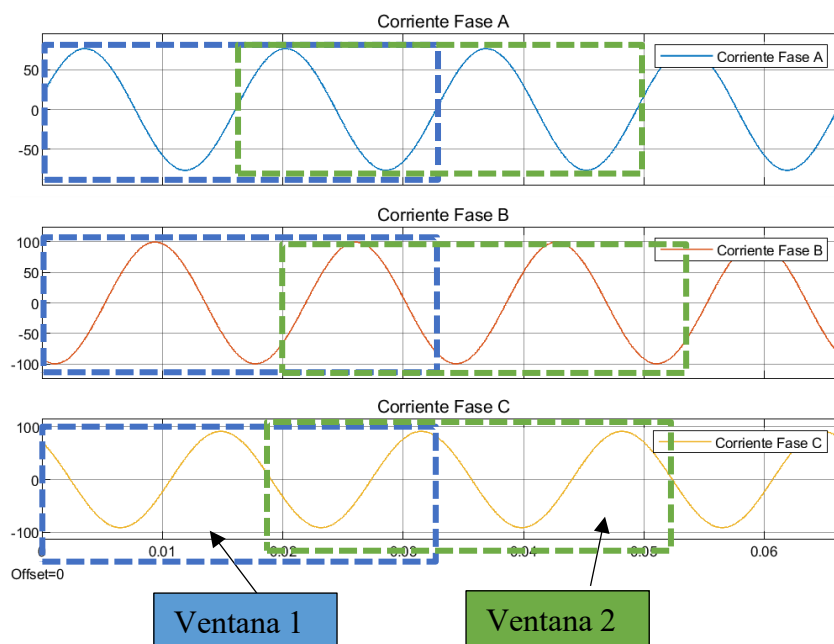 Corriente Fase A
Corriente Fase A
50
0
-50
Corriente Fase B
100
Corriente Fase B
50
0
-50
-100
Corriente Fase C
100
Corriente Fase C
0
-100
0 0.01 0.02 0.03 0.04 0.05 0.06
Offset=0
Ventana 1
Ventana 2